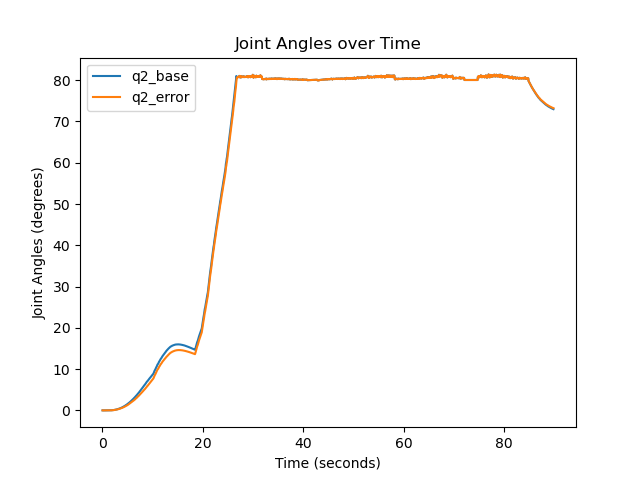 Joint Angles over Time
q2_base
q2_error
Joint Angles (degrees)
80
70
60
50
40
30
20
10
0
0 20 40 60 80
Time (seconds)